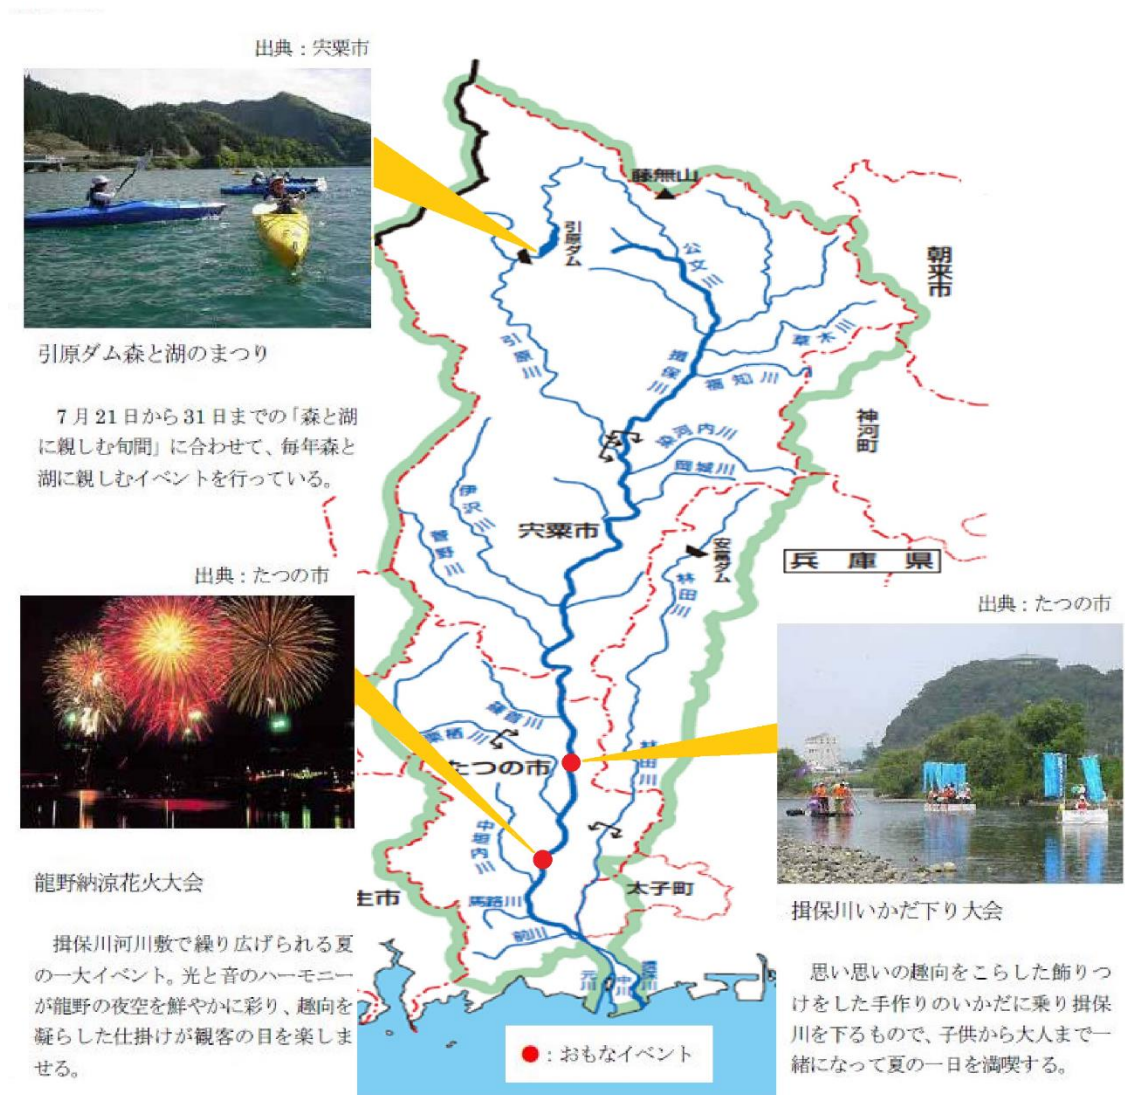 出典：宍粟市
引原ダム森と湖のまつり
7月21日から31日までの「森と湖
に親しむ旬間」に合わせて、毎年森と
湖に親しむイベントを行っている。
出典：たつの市
龍野納涼花火大会
揖保川河川敷で繰り広げられる夏
の一大イベント。光と音のハーモニー
が龍野の夜空を鮮やかに彩り、趣向を
凝らした仕掛けが観客の目を楽しま
せる。
藤無山
引原ダム
公文川
朝来市
引原川
揖保川
草木川
福知川
神河町
染河内川
岡城川
伊沢川
宍粟市
菅野川
安富ダム
兵庫県
林田川
篠首川
栗栖川
たつの市
林田川
中垣内川
太子町
生市
馬路川
前川
元川
中川
揖保川
●：おもなイベント
出典：たつの市
揖保川いかだ下り大会
思い思いの趣向をこらした飾りつ
けをした手作りのいかだに乗り揖保
川を下るもので、子供から大人まで一
緒になって夏の一日を満喫する。